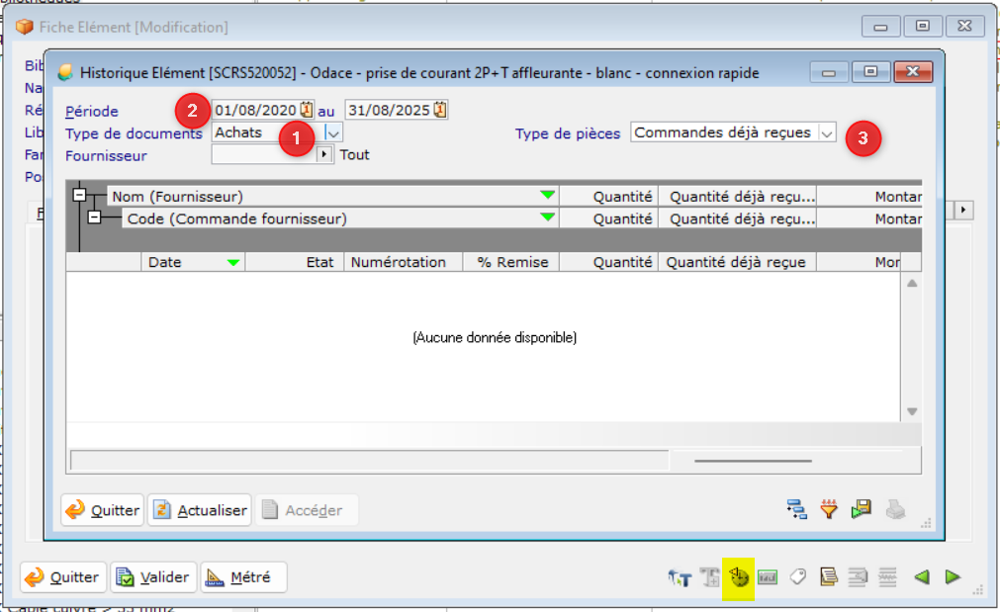 Fiche Elément [Modification]
Historique Elément [SCRS520052] - Odace - prise de courant 2P+T affleurante - blanc - connexion rapide
Bib
Na
Ré
Lib
Far
Po
Période 2 01/08/2020 au 31/08/2025
Type de documents Achats 1 Type de pièces Commandes déjà reçues 3
Fournisseur Tout
Nom (Fournisseur) Quantité Quantité déjà reçu... Montar
Code (Commande fournisseur) Quantité Quantité déjà reçu... Montar
Date Etat Numérotation % Remise Quantité Quantité déjà reçue Mor
(Aucune donnée disponible)
Quitter Actualiser Accéder
Quitter Valider Métré